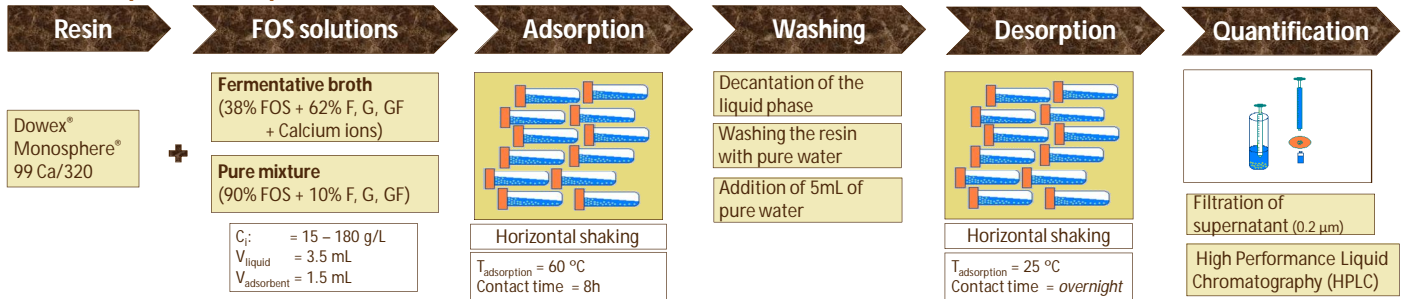 Resin
FOS solutions
Adsorption
Washing
Desorption
Quantification
Dowex®
Monosphere®
99 Ca/320
Fermentative broth
(38% FOS + 62% F, G, GF
+ Calcium ions)
Pure mixture
(90% FOS + 10% F, G, GF)
Ci: = 15 – 180 g/L
Vliquid = 3.5 mL
Vadsorbent = 1.5 mL
Horizontal shaking
Tadsorption = 60 ºC
Contact time = 8h
Decantation of the
liquid phase
Washing the resin
with pure water
Addition of 5mL of
pure water
Horizontal shaking
Tadsorption = 25 ºC
Contact time = overnight
Filtration of
supernatant (0.2 µm)
High Performance Liquid
Chromatography (HPLC)